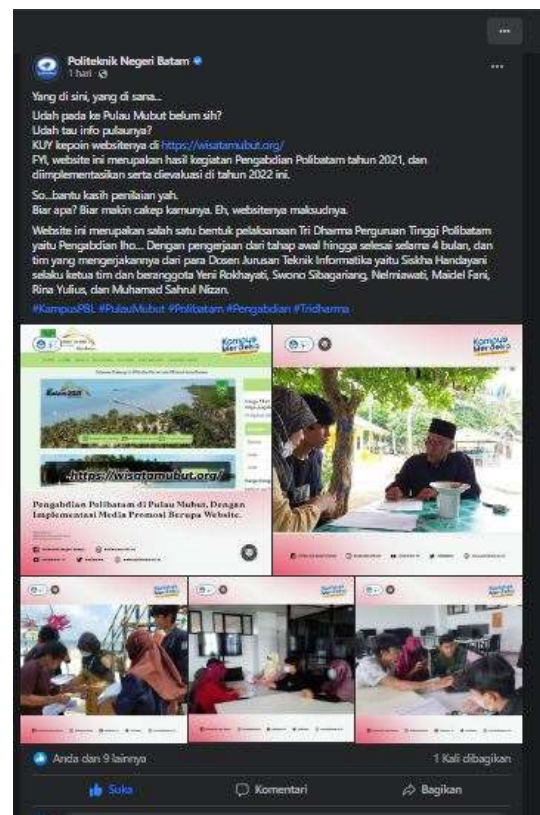 Politeknik Negeri Batam
1 hari
Yang di sini, yang di sana...
Udah pada ke Pulau Mubut belum sih?
Udah tau info pulaunya?
KUY kepoin websitenya di https://wisatamubut.org/
FYI, website ini merupakan hasil kegiatan Pengabdian Polibatam tahun 2021, dan
diimplementasikan serta dievaluasi di tahun 2022 ini.
So...bantu kasih penilaian yah.
Biar apa? Biar makin cakep kamunya. Eh, websitenya maksudnya.
Website ini merupakan salah satu bentuk pelaksanaan Tri Dharma Perguruan Tinggi Polibatam
yaitu Pengabdian lho... Dengan pengerjaan dari tahap awal hingga selesai selama 4 bulan, dan
tim yang mengerjakannya dari para Dosen Jurusan Teknik Informatika yaitu Siskha Handayani
selaku ketua tim dan beranggota Yeni Rokhayati, Swono Sibagariang, Nelmiawati, Maidel Fani,
Rina Yulius, dan Muhamad Sahrul Nizan.
#KampusPBL #PulauMubut #Polibatam #Pengabdian #Tridharma
Kampus
Merdeka
Kampus
Merdeka
https://wisatamubut.org/
Pengabdian Polibatam di Pulau Mubut, Dengan
Implementasi Media Promosi Berupa Website.
Anda dan 9 lainnya
1 Kali dibagikan
Suka
Komentari
Bagikan